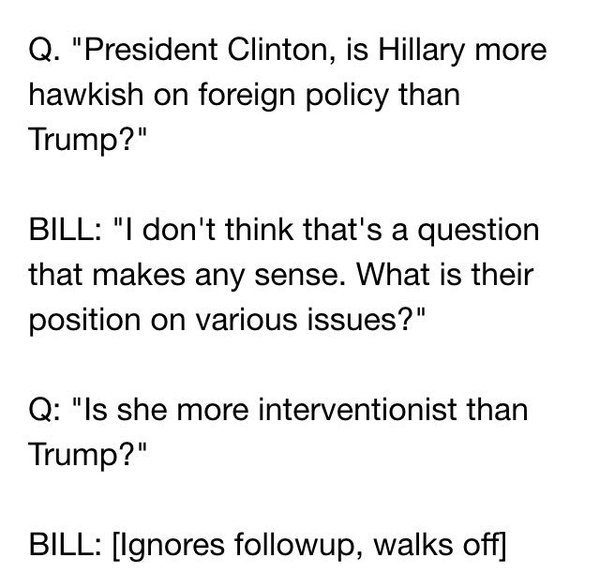 Q. "President Clinton, is Hillary more
hawkish on foreign policy than
Trump?"
BILL: "I don't think that's a question
that makes any sense. What is their
position on various issues?"
Q: "Is she more interventionist than
Trump?"
BILL: [Ignores followup, walks off]